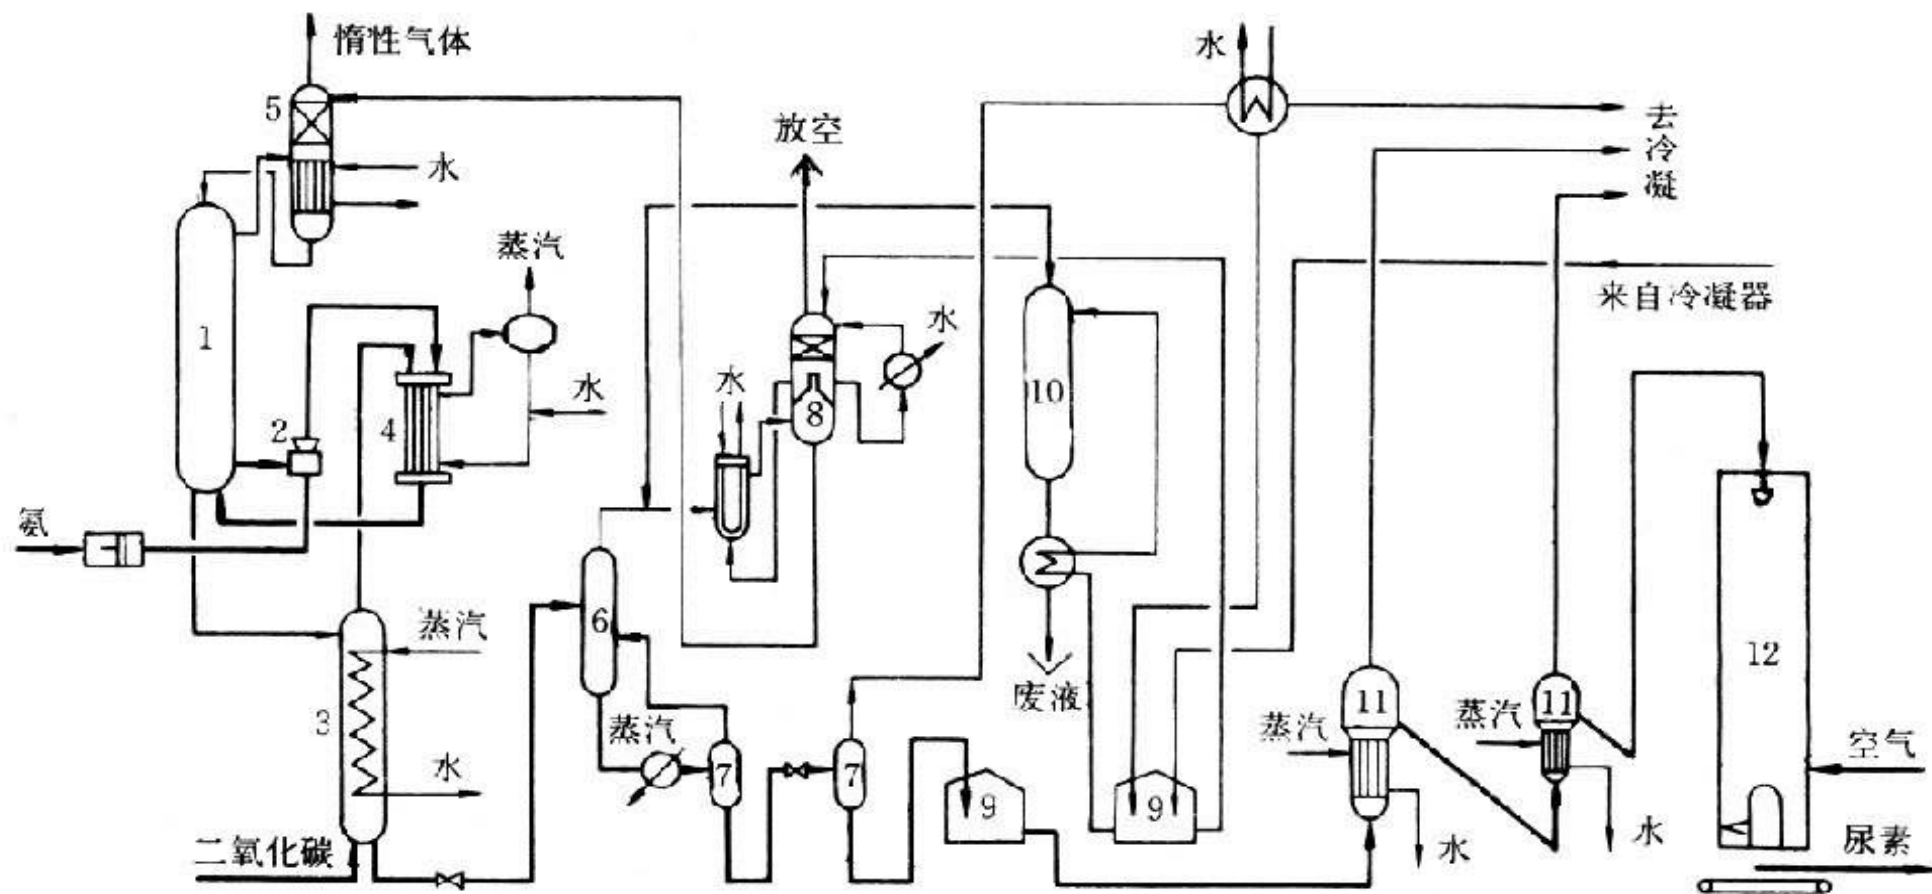 惰性气体
5
水
水
放空
去
冷
凝
水
蒸汽
来自冷凝器
1
水
水
10
2
4
水
8
氨
6
蒸汽
12
3
废液
11
11
蒸汽
蒸汽
蒸汽
空气
水
7
7
9
9
二氧化碳
水
水
尿素